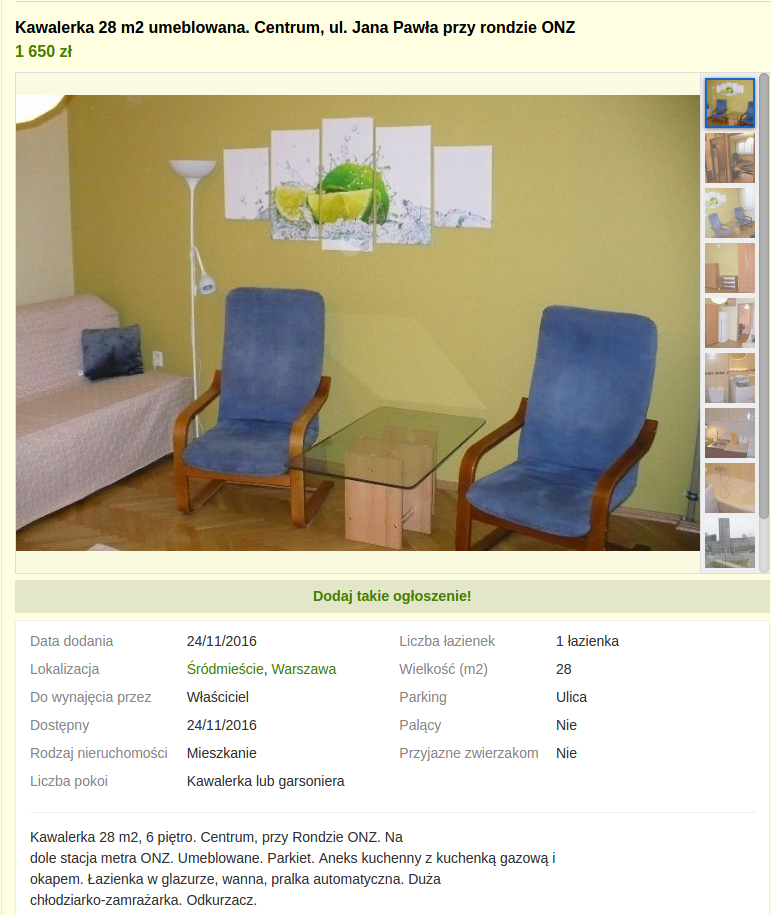 Kawalerka 28 m2 umeblowana. Centrum, ul. Jana Pawła przy rondzie ONZ
1 650 zł
Dodaj takie ogłoszenie!
Data dodania 24/11/2016 Liczba łazienek 1 łazienka
Lokalizacja Śródmieście, Warszawa Wielkość (m2) 28
Do wynajęcia przez Właściciel Parking Ulica
Dostępny 24/11/2016 Palący Nie
Rodzaj nieruchomości Mieszkanie Przyjazne zwierzakom Nie
Liczba pokoi Kawalerka lub garsoniera
Kawalerka 28 m2, 6 piętro. Centrum, przy Rondzie ONZ. Na
dole stacja metra ONZ. Umeblowane. Parkiet. Aneks kuchenny z kuchenką gazową i
okapem. Łazienka w glazurze, wanna, pralka automatyczna. Duża
chłodziarko-zamrażarka. Odkurzacz.